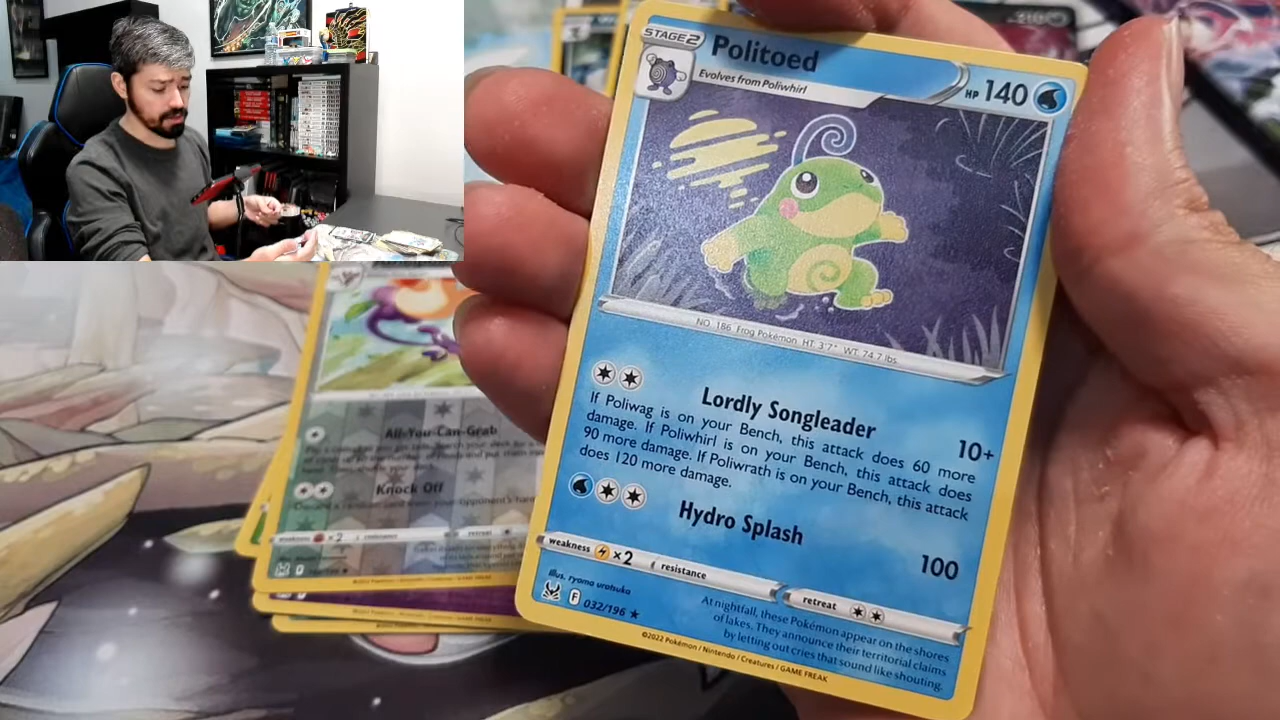 STAGE2
Politoed
Evolves from Poliwhirl
HP 140
NO. 186 Frog Pokémon HT: 3'7" WT: 74.7 lbs.
Lordly Songleader
10+
If Poliwag is on your Bench, this attack does 60 more
damage. If Poliwhirl is on your Bench, this attack does
90 more damage. If Poliwrath is on your Bench, this attack
does 120 more damage.
Hydro Splash
100
weakness ×2 resistance retreat
Illus. ryoma uratsuka
F 032/196 ★
At nightfall, these Pokémon appear on the shores
of lakes. They announce their territorial claims
by letting out cries that sound like shouting.
©2022 Pokémon / Nintendo / Creatures / GAME FREAK
All-You-Can-Grab
Knock Off
weakness ×2 resistance retreat